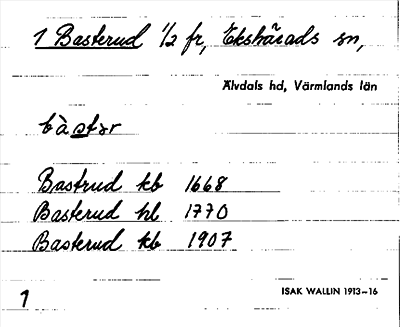 1 Basterud 1/2 fr, Ekshärads sn,
Älvdals hd, Värmlands län
bàstər
Bastrud kb 1668
Basterud hl 1770
Basterud kb 1907
1
ISAK WALLIN 1913–16